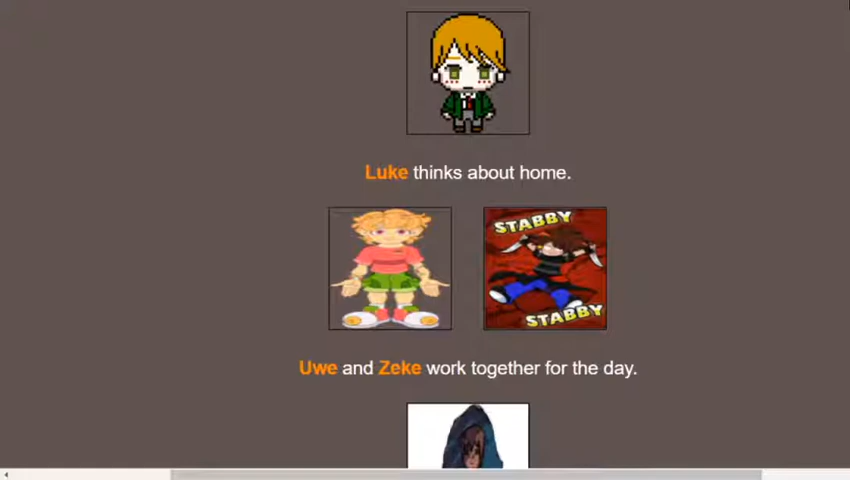 Luke thinks about home.
STABBY
STABBY
Uwe and Zeke work together for the day.